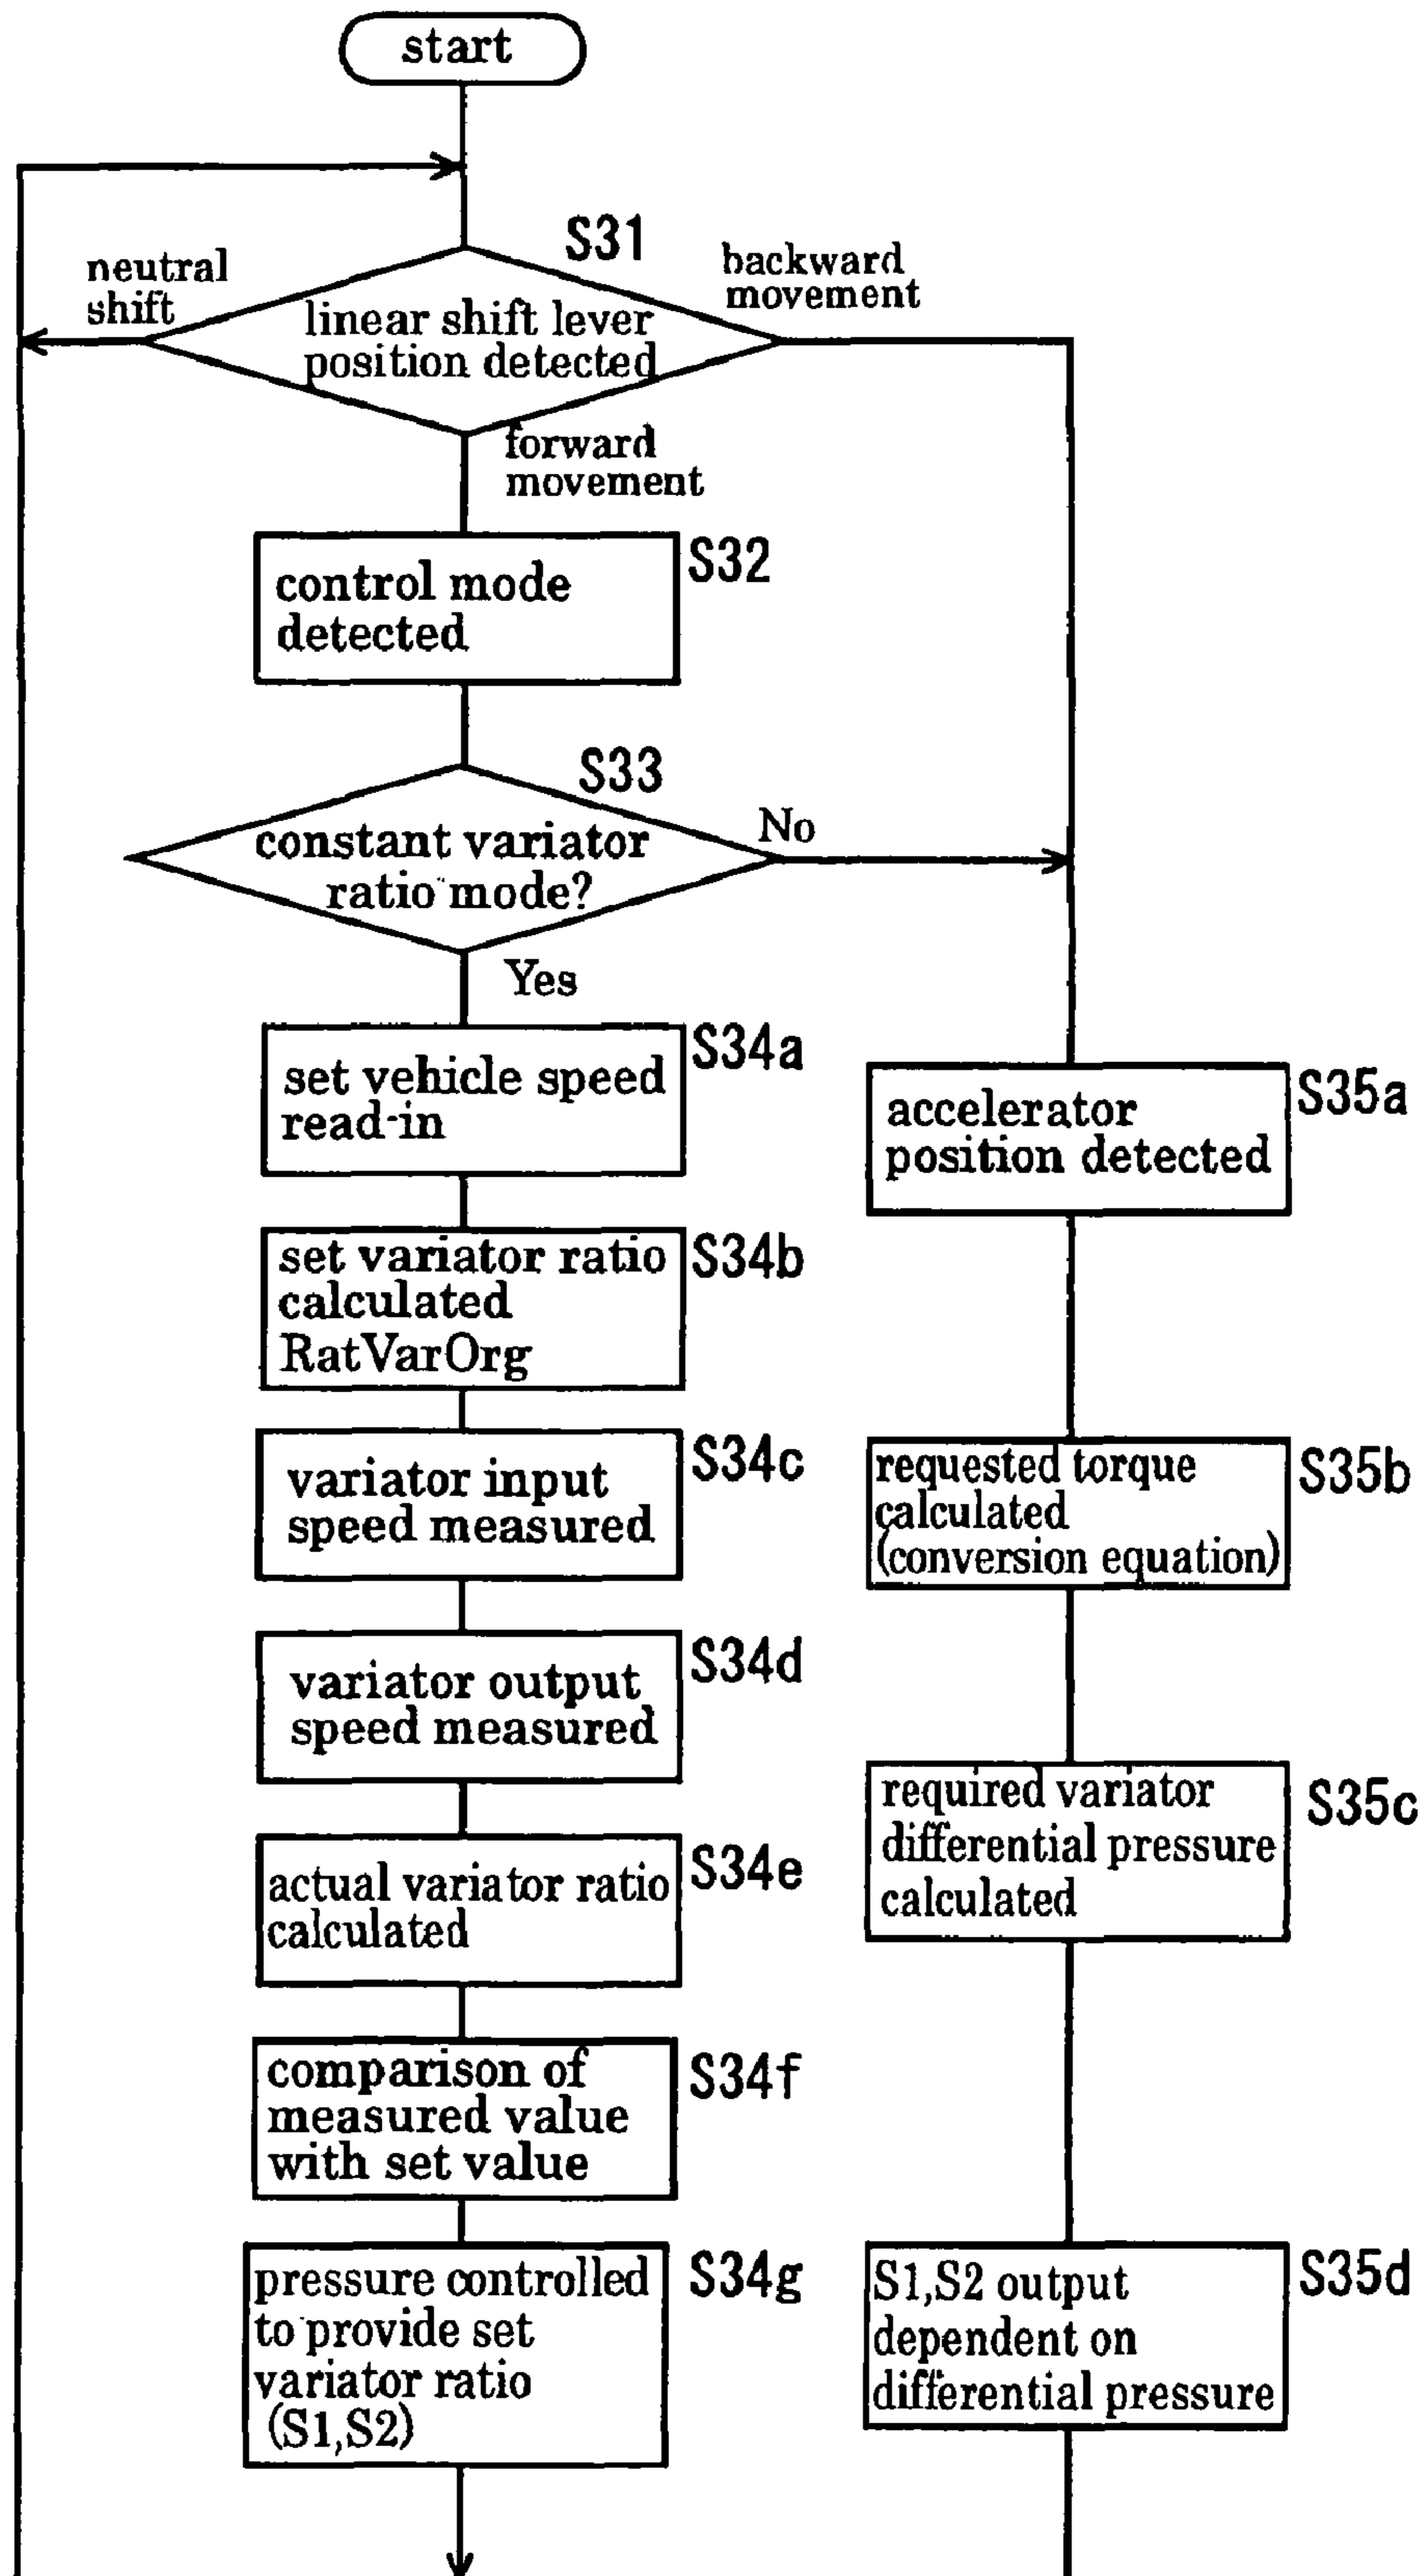 start
S31
neutral
shift
backward
movement
linear shift lever
position detected
forward
movement
S32
control mode
detected
S33
constant variator
ratio mode?
No
Yes
S34a
set vehicle speed
read-in
S35a
accelerator
position detected
S34b
set variator ratio
calculated
RatVarOrg
S34c
variator input
speed measured
S35b
requested torque
calculated
(conversion equation)
S34d
variator output
speed measured
S35c
required variator
differential pressure
calculated
S34e
actual variator ratio
calculated
S34f
comparison of
measured value
with set value
S34g
pressure controlled
to provide set
variator ratio
(S1,S2)
S35d
S1,S2 output
dependent on
differential pressure